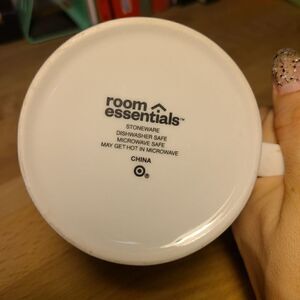 room
essentials™
STONEWARE
DISHWASHER SAFE
MICROWAVE SAFE
MAY GET HOT IN MICROWAVE
CHINA
®